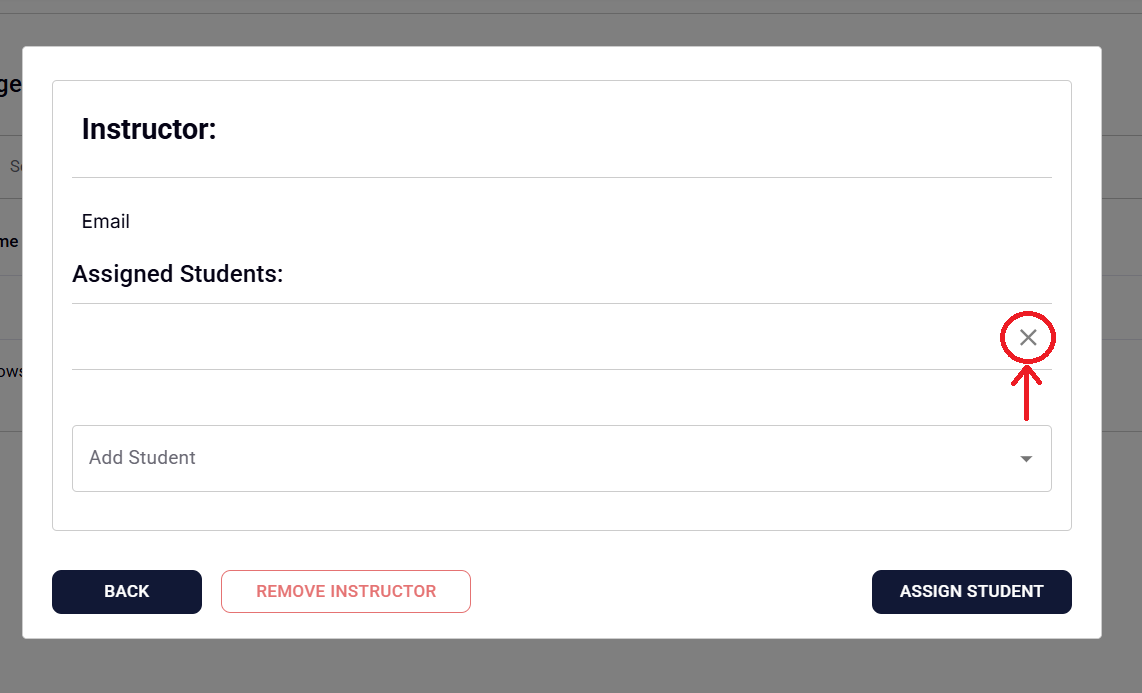 ge
Instructor:
Se
Email
me
Assigned Students:
ows
Add Student
BACK
REMOVE INSTRUCTOR
ASSIGN STUDENT